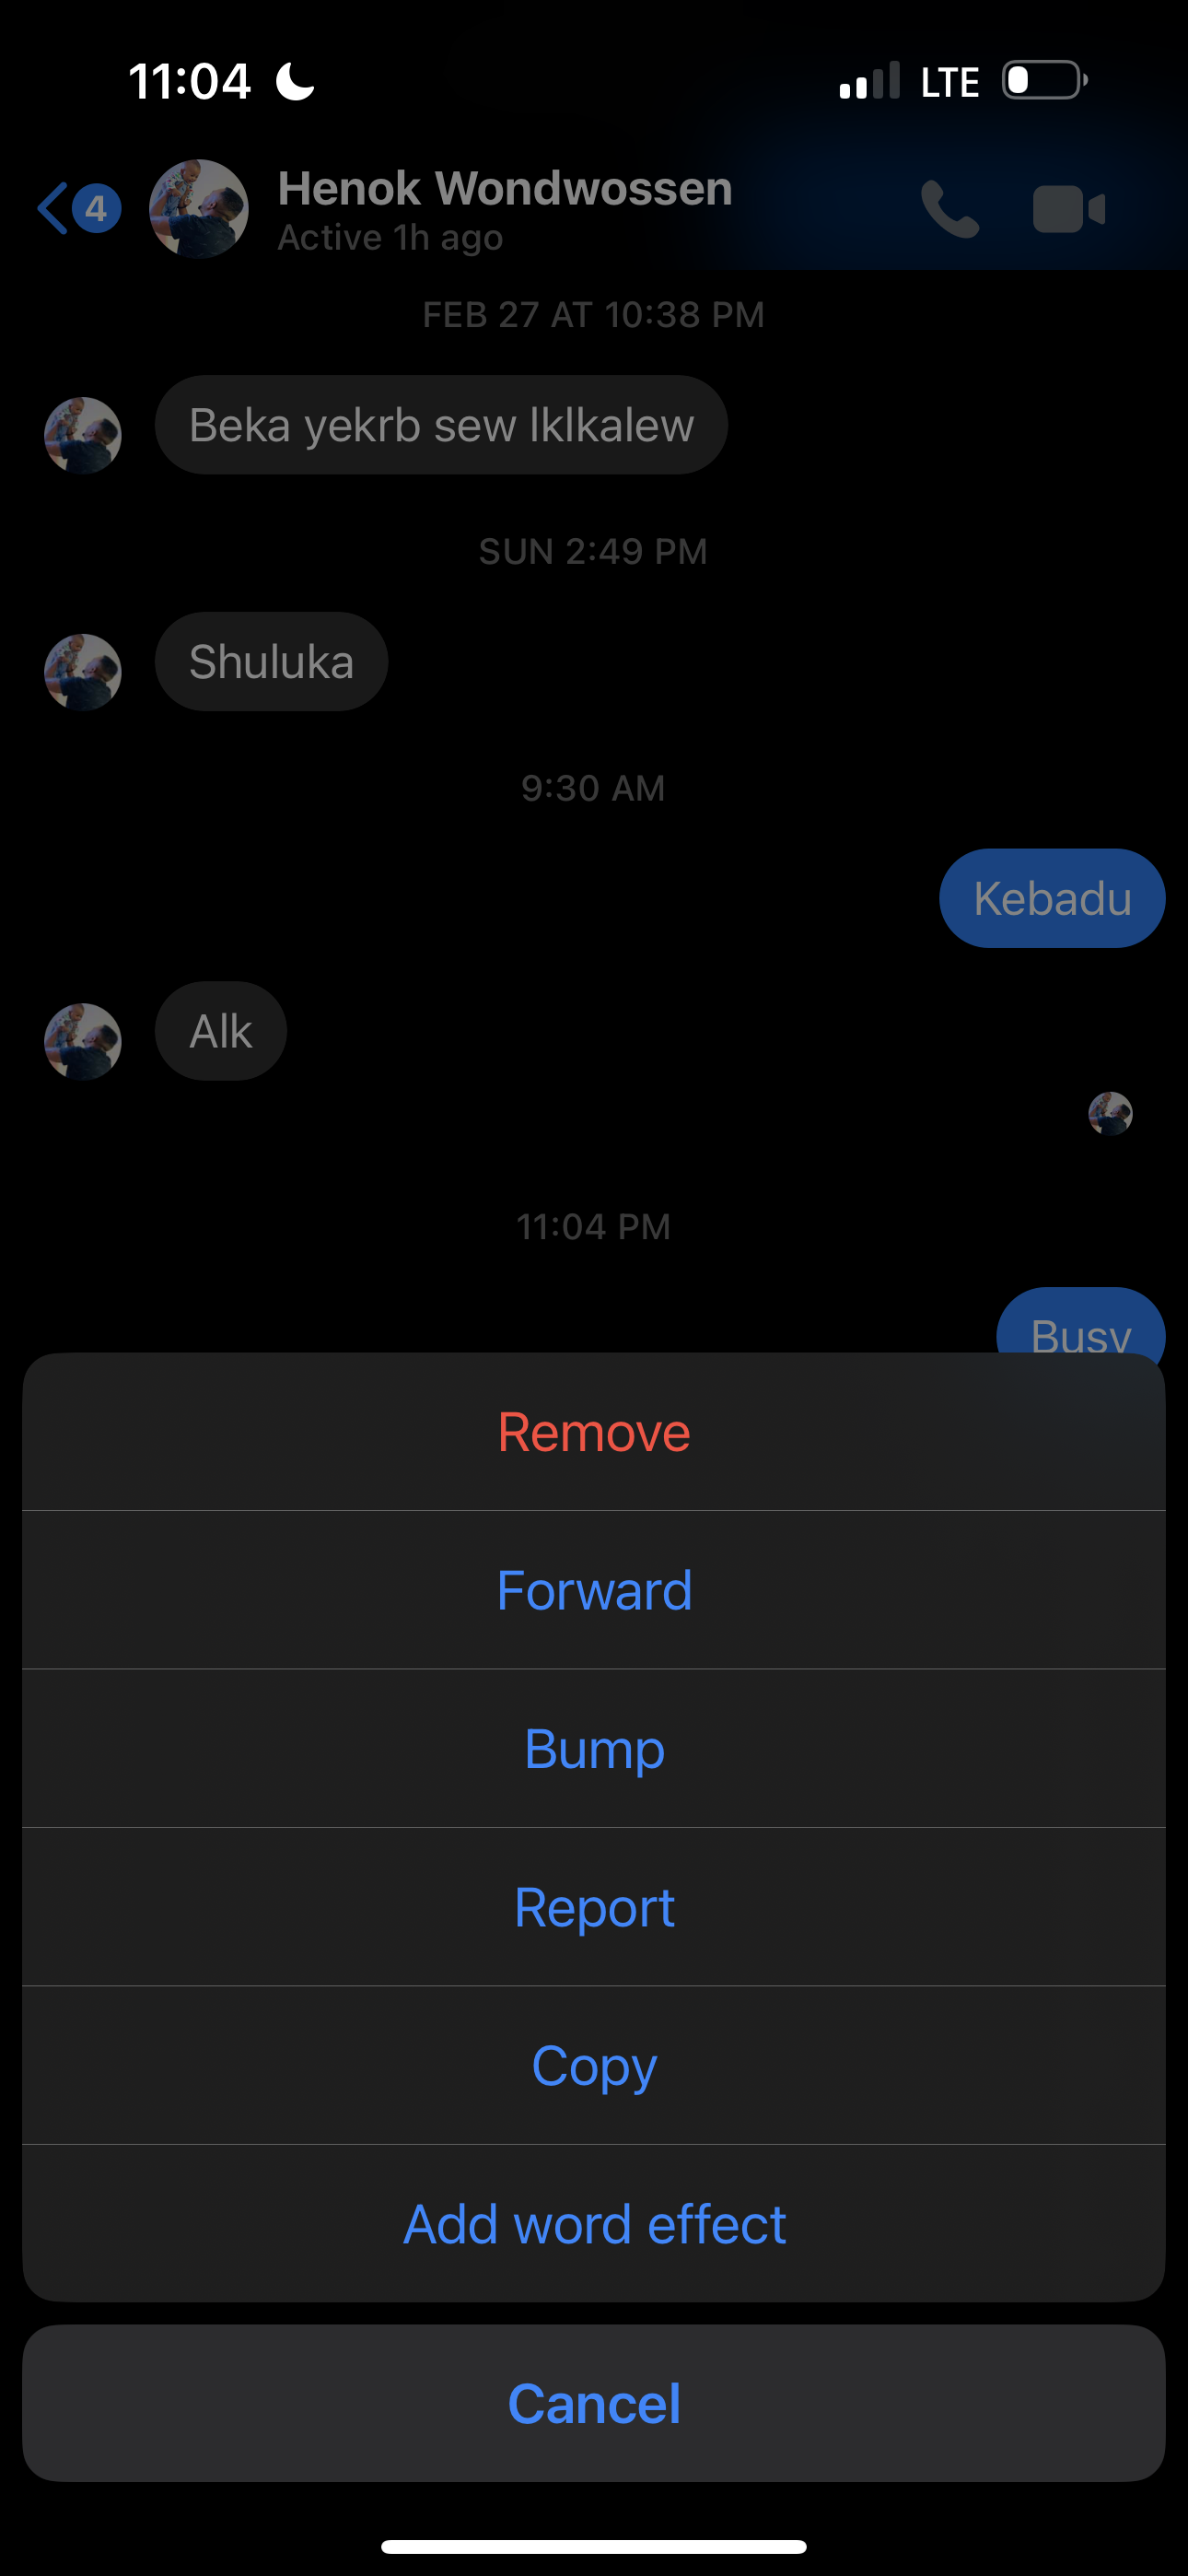 11:04
LTE
4
Henok Wondwossen
Active 1h ago
FEB 27 AT 10:38 PM
Beka yekrb sew lklkalew
SUN 2:49 PM
Shuluka
9:30 AM
Kebadu
Alk
11:04 PM
Busy
Remove
Forward
Bump
Report
Copy
Add word effect
Cancel